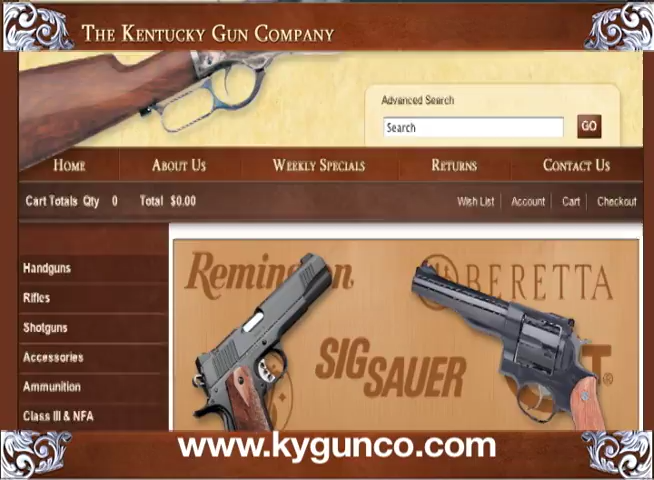 The Kentucky Gun Company
Advanced Search
Search
GO
Home About Us Weekly Specials Returns Contact Us
Cart Totals Qty 0 Total $0.00 Wish List Account Cart Checkout
Handguns
Rifles
Shotguns
Accessories
Ammunition
Class III & NFA
BERETTA
SIG SAUER
www.kygunco.com